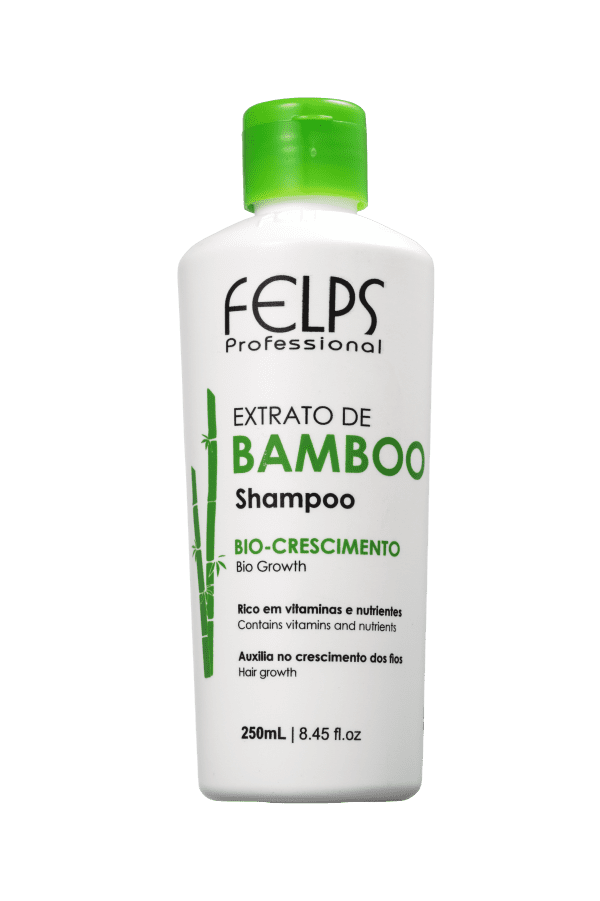 FELPS
Professional
EXTRATO DE
BAMBOO
Shampoo
BIO-CRESCIMENTO
Bio Growth
Rico em vitaminas e nutrientes
Contains vitamins and nutrients
Auxilia no crescimento dos fios
Hair growth
250mL | 8.45 fl.oz